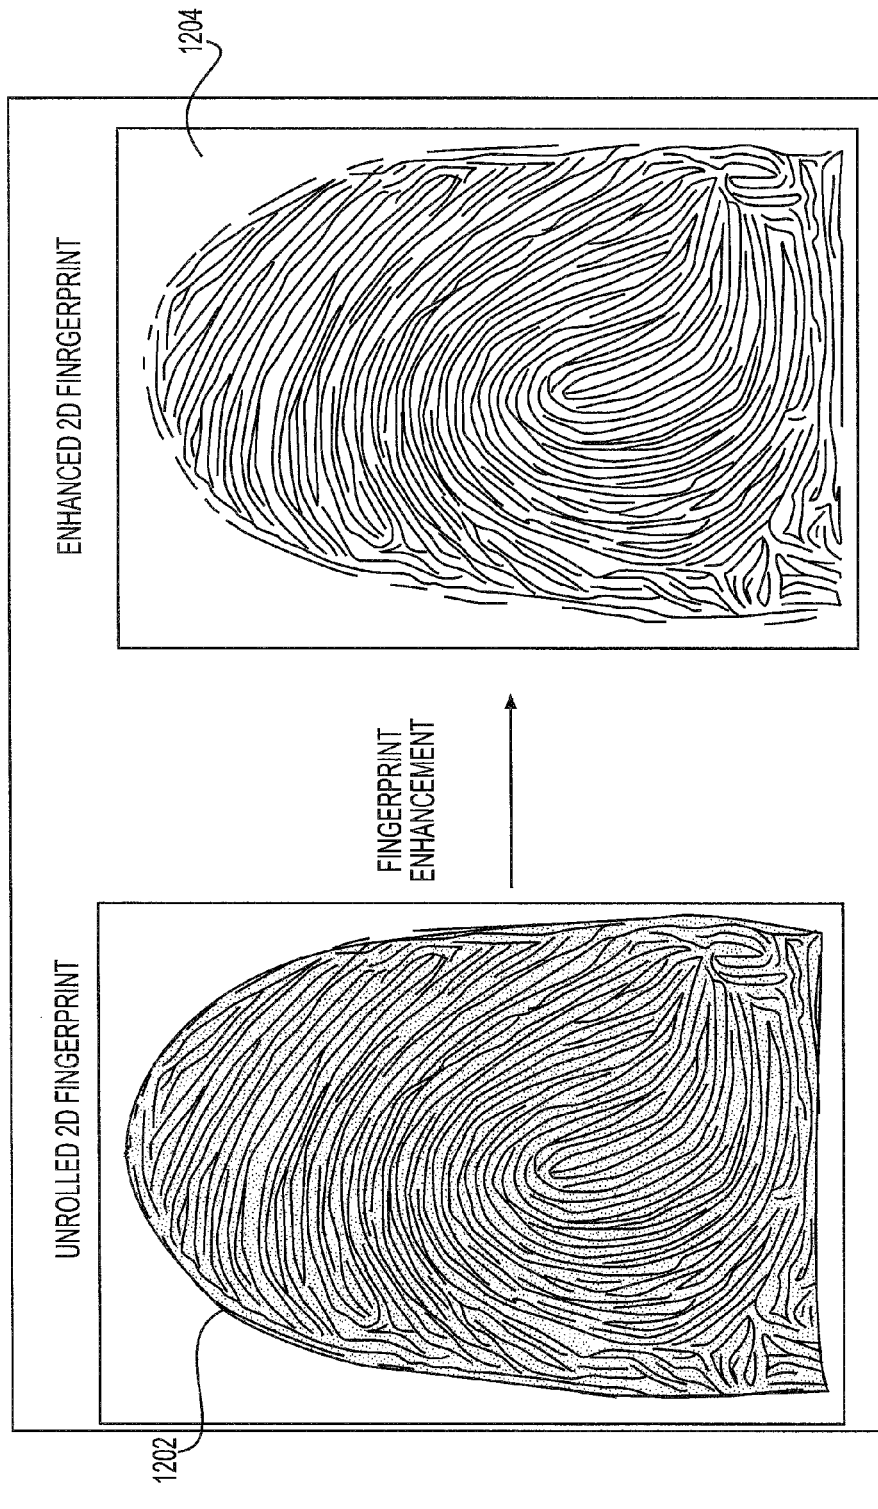 UNROLLED 2D FINGERPRINT
ENHANCED 2D FINRGERPRINT
1202
FINGERPRINT
ENHANCEMENT
1204